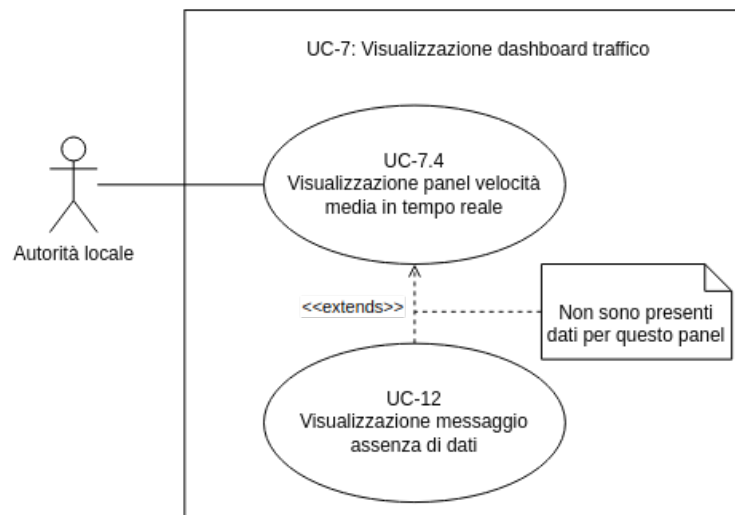 UC-7: Visualizzazione dashboard traffico
UC-7.4
Visualizzazione panel velocità
media in tempo reale
Autorità locale
<<extends>>
Non sono presenti
dati per questo panel
UC-12
Visualizzazione messaggio
assenza di dati